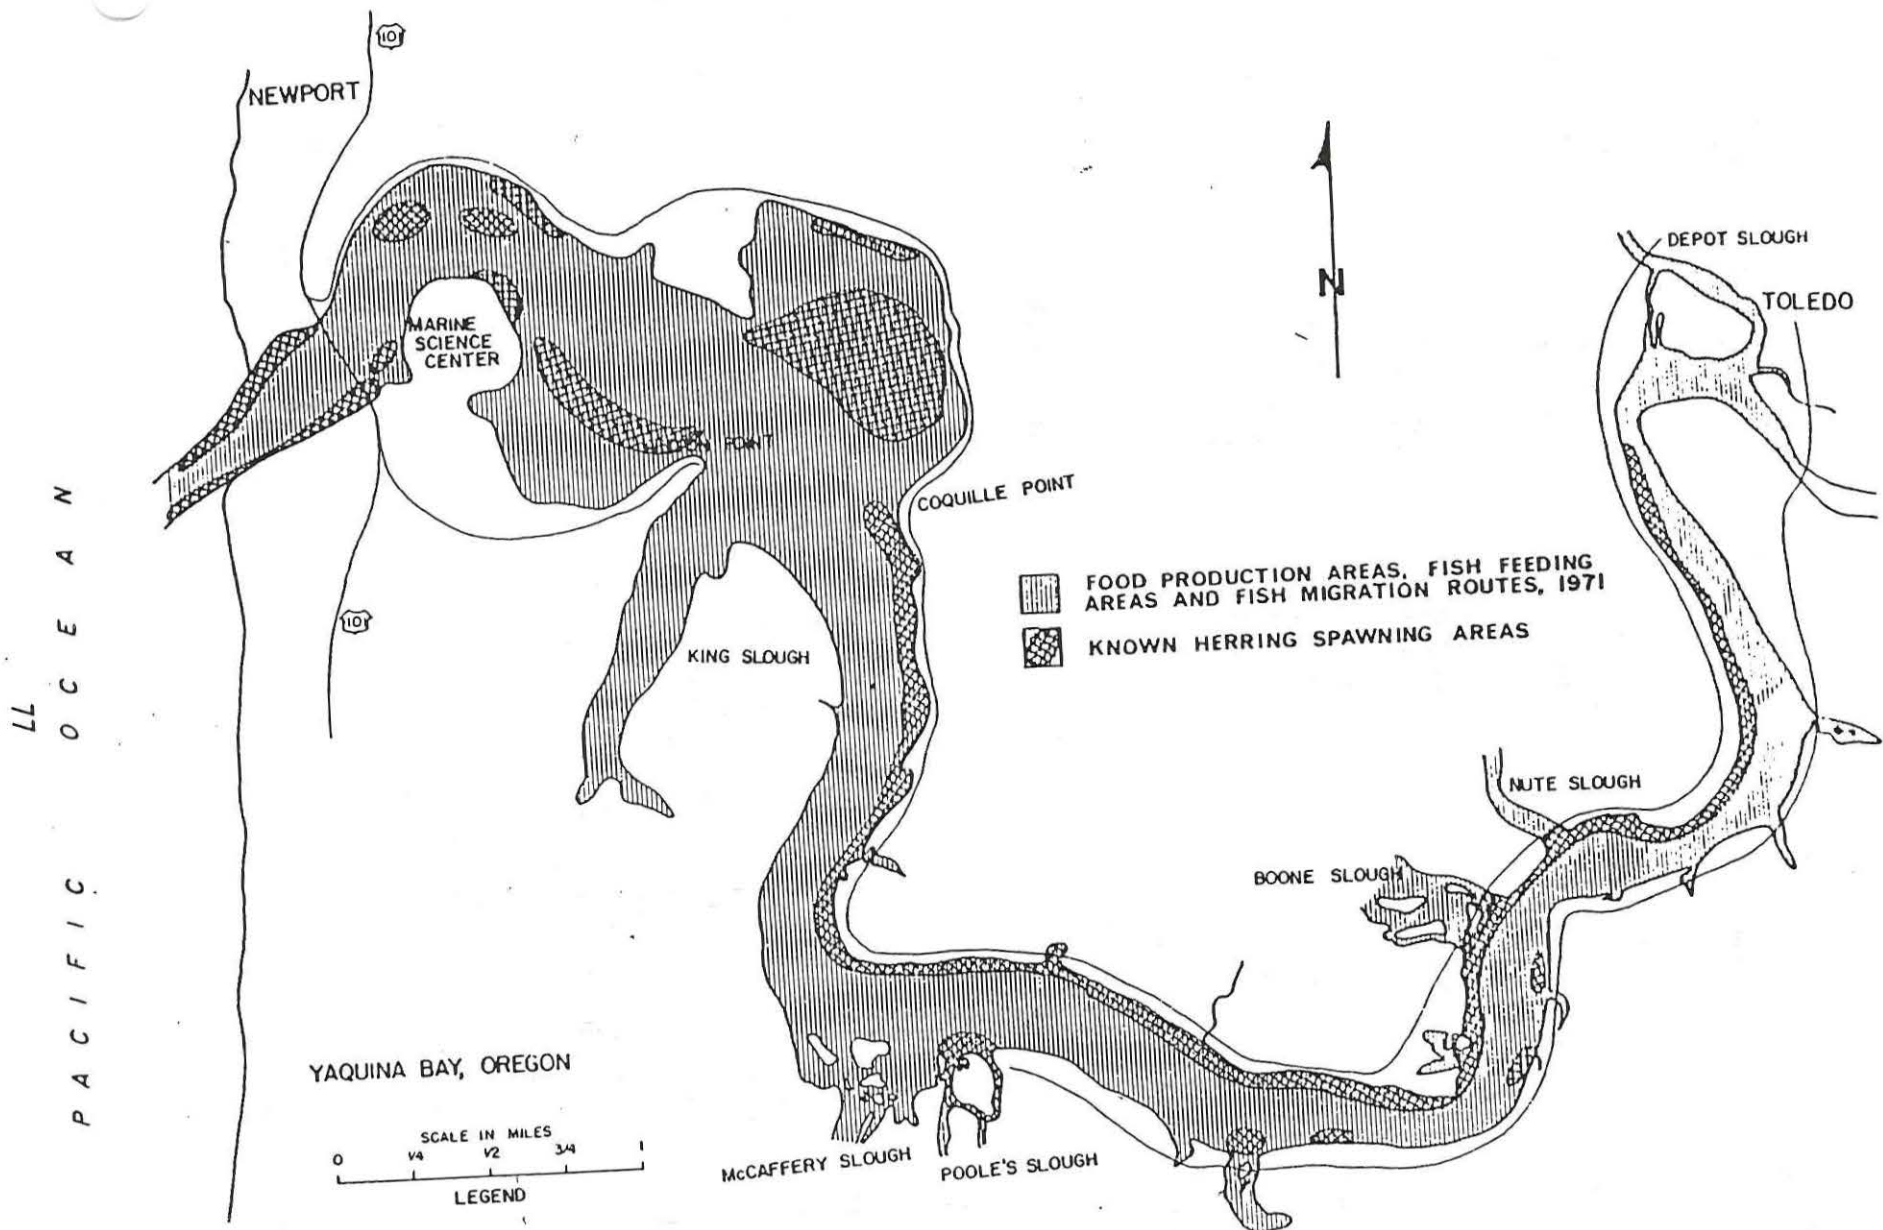 101
NEWPORT
DEPOT SLOUGH
TOLEDO
N
MARINE
SCIENCE
CENTER
POINT
COQUILLE POINT
FOOD PRODUCTION AREAS, FISH FEEDING
AREAS AND FISH MIGRATION ROUTES, 1971
KNOWN HERRING SPAWNING AREAS
101
KING SLOUGH
NUTE SLOUGH
BOONE SLOUGH
PACIFIC OCEAN
LL
YAQUINA BAY, OREGON
SCALE IN MILES
0 1/4 1/2 3/4 1
LEGEND
McCAFFERY SLOUGH
POOLE'S SLOUGH